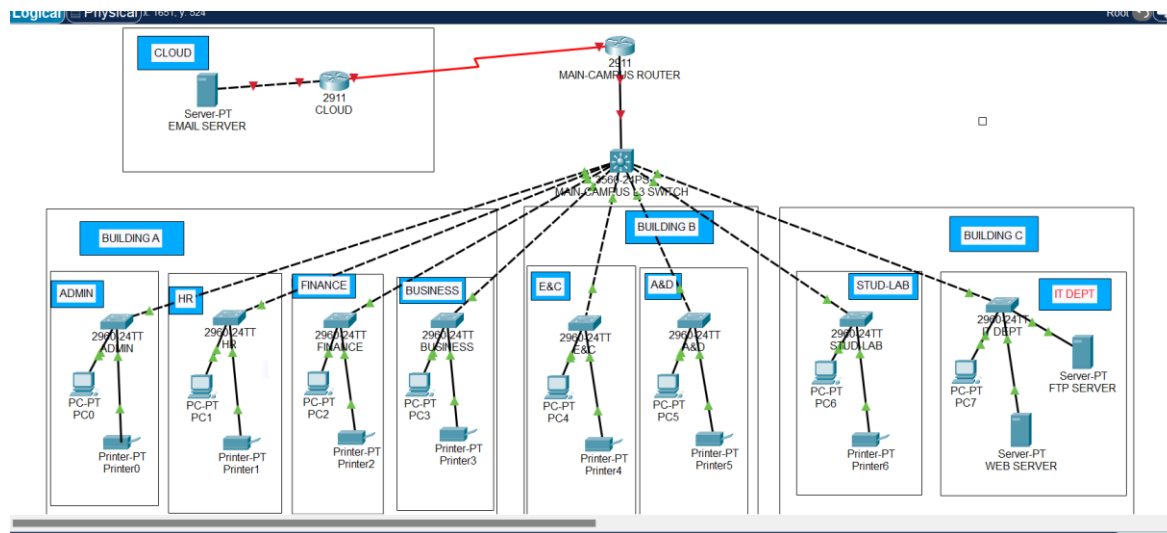 Logical Physical x: 1651, y: 524 Root
CLOUD
Server-PT
EMAIL SERVER
2911
CLOUD
2911
MAIN-CAMPUS ROUTER
3560-24PS
MAIN-CAMPUS L3 SWITCH
BUILDING A
ADMIN
2960-24TT
ADMIN
PC-PT
PC0
Printer-PT
Printer0
HR
2960-24TT
HR
PC-PT
PC1
Printer-PT
Printer1
FINANCE
2960-24TT
FINANCE
PC-PT
PC2
Printer-PT
Printer2
BUSINESS
2960-24TT
BUSINESS
PC-PT
PC3
Printer-PT
Printer3
BUILDING B
E&C
2960-24TT
E&C
PC-PT
PC4
Printer-PT
Printer4
A&D
2960-24TT
A&D
PC-PT
PC5
Printer-PT
Printer5
BUILDING C
STUD-LAB
2960-24TT
STUD-LAB
PC-PT
PC6
Printer-PT
Printer6
IT DEPT
2960-24TT
IT DEPT
PC-PT
PC7
Server-PT
FTP SERVER
Server-PT
WEB SERVER